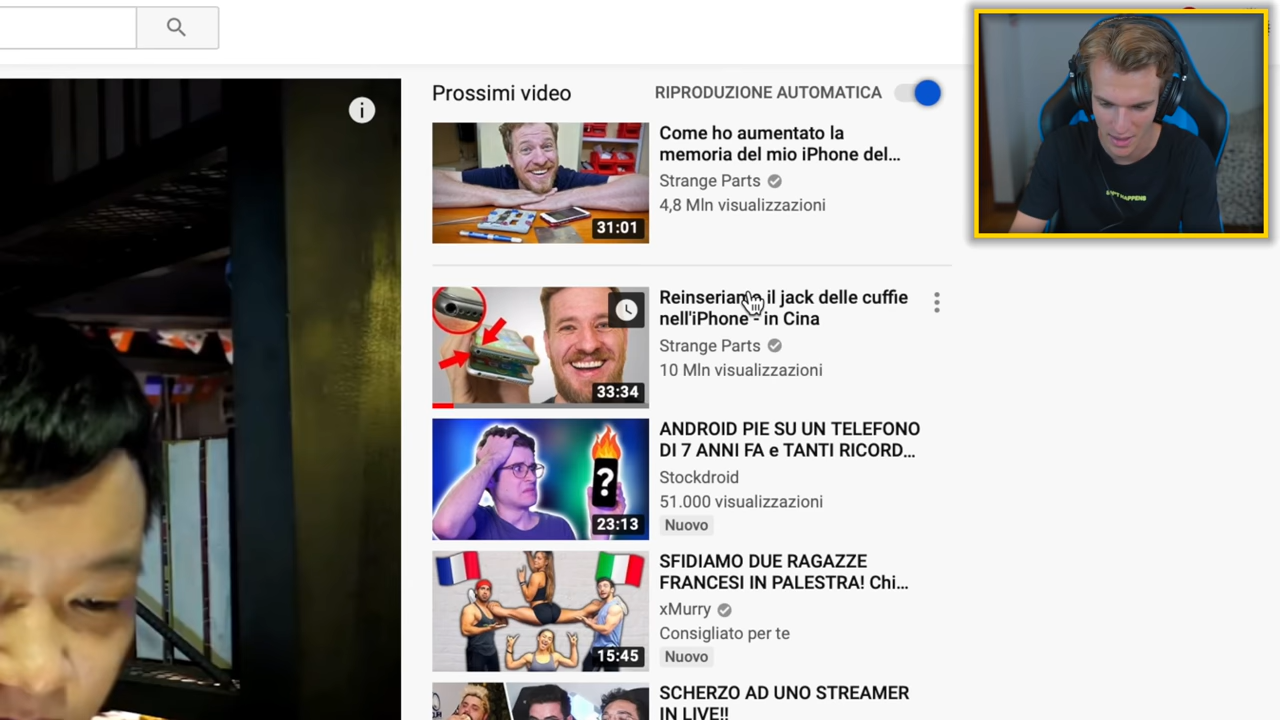 Prossimi video
RIPRODUZIONE AUTOMATICA
Come ho aumentato la
memoria del mio iPhone del...
Strange Parts
4,8 Mln visualizzazioni
31:01
Reinseriamo il jack delle cuffie
nell'iPhone - in Cina
Strange Parts
10 Mln visualizzazioni
33:34
ANDROID PIE SU UN TELEFONO
DI 7 ANNI FA e TANTI RICORD...
Stockdroid
51.000 visualizzazioni
?
23:13
Nuovo
SFIDIAMO DUE RAGAZZE
FRANCESI IN PALESTRA! Chi...
xMurry
Consigliato per te
15:45
Nuovo
SCHERZO AD UNO STREAMER
IN LIVE!!